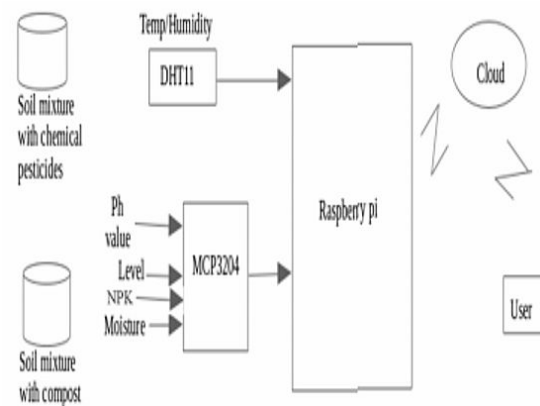 Temp/Humidity
DHT11
Cloud
Soil mixture
with chemical
pesticides
Ph
value
Level
NPK
Moisture
MCP3204
Raspberry pi
User
Soil mixture
with compost